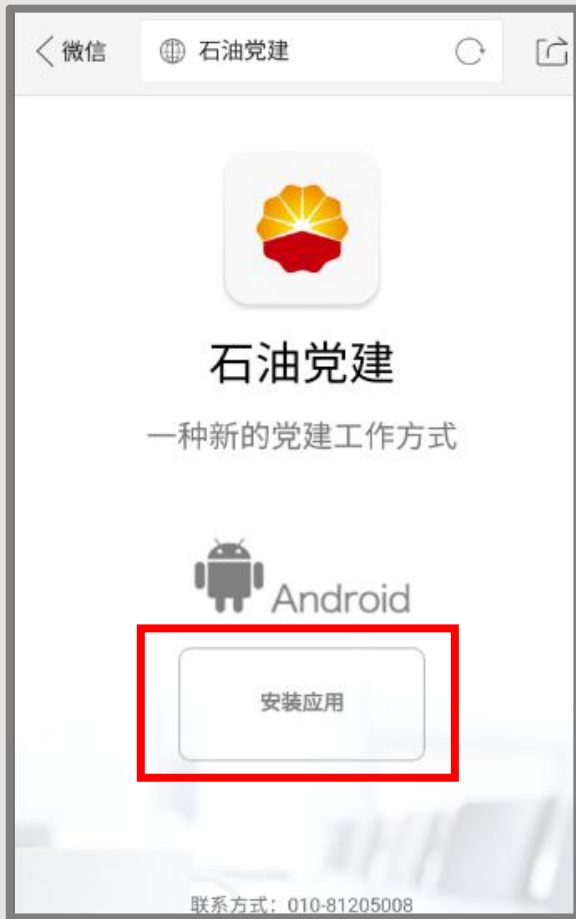 微信
石油党建
石油党建
一种新的党建工作方式
Android
安装应用
联系方式：010-81205008